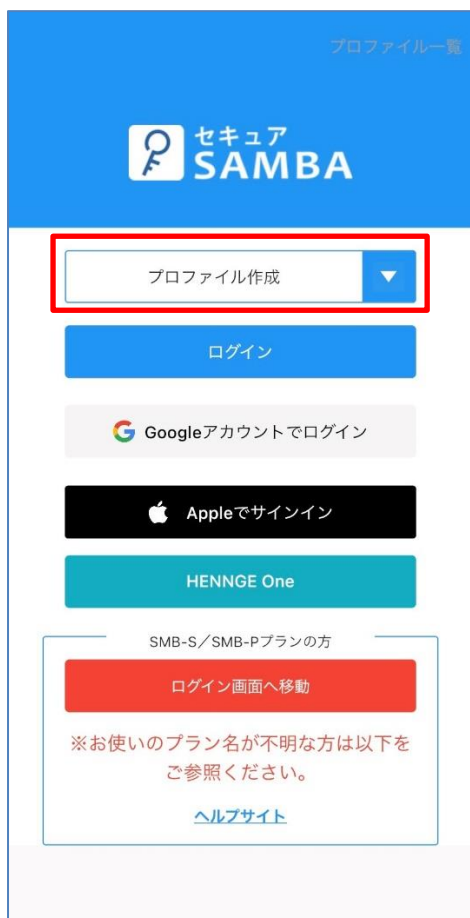 プロファイル一覧
セキュア
SAMBA
プロファイル作成
ログイン
Googleアカウントでログイン
Appleでサインイン
HENNGE One
SMB-S／SMB-Pプランの方
ログイン画面へ移動
※お使いのプラン名が不明な方は以下を
ご参照ください。
ヘルプサイト